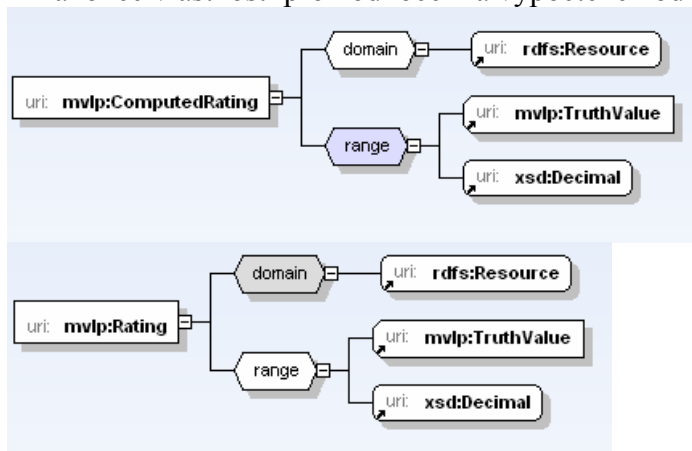 domain
uri: rdfs:Resource
uri: mvlp:ComputedRating
uri: mvlp:TruthValue
range
uri: xsd:Decimal
domain
uri: rdfs:Resource
uri: mvlp:Rating
uri: mvlp:TruthValue
range
uri: xsd:Decimal